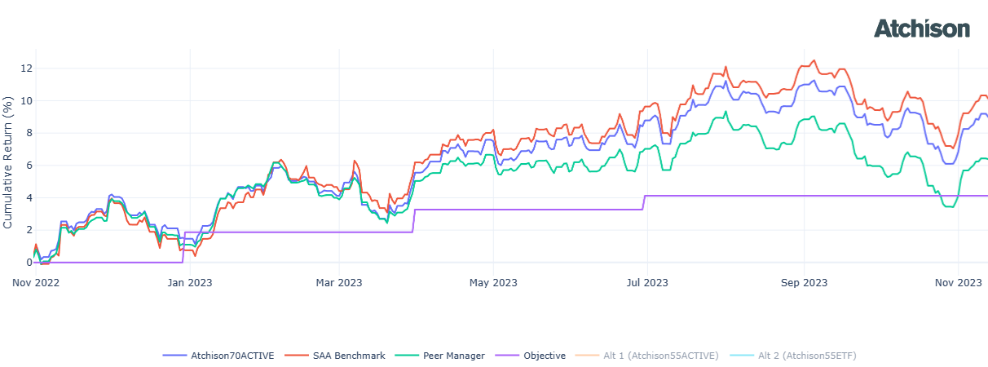 Atchison
Cumulative Return (%)
12
10
8
6
4
2
0
Nov 2022 Jan 2023 Mar 2023 May 2023 Jul 2023 Sep 2023 Nov 2023
Atchison70ACTIVE SAA Benchmark Peer Manager Objective Alt 1 (Atchison55ACTIVE) Alt 2 (Atchison55ETF)